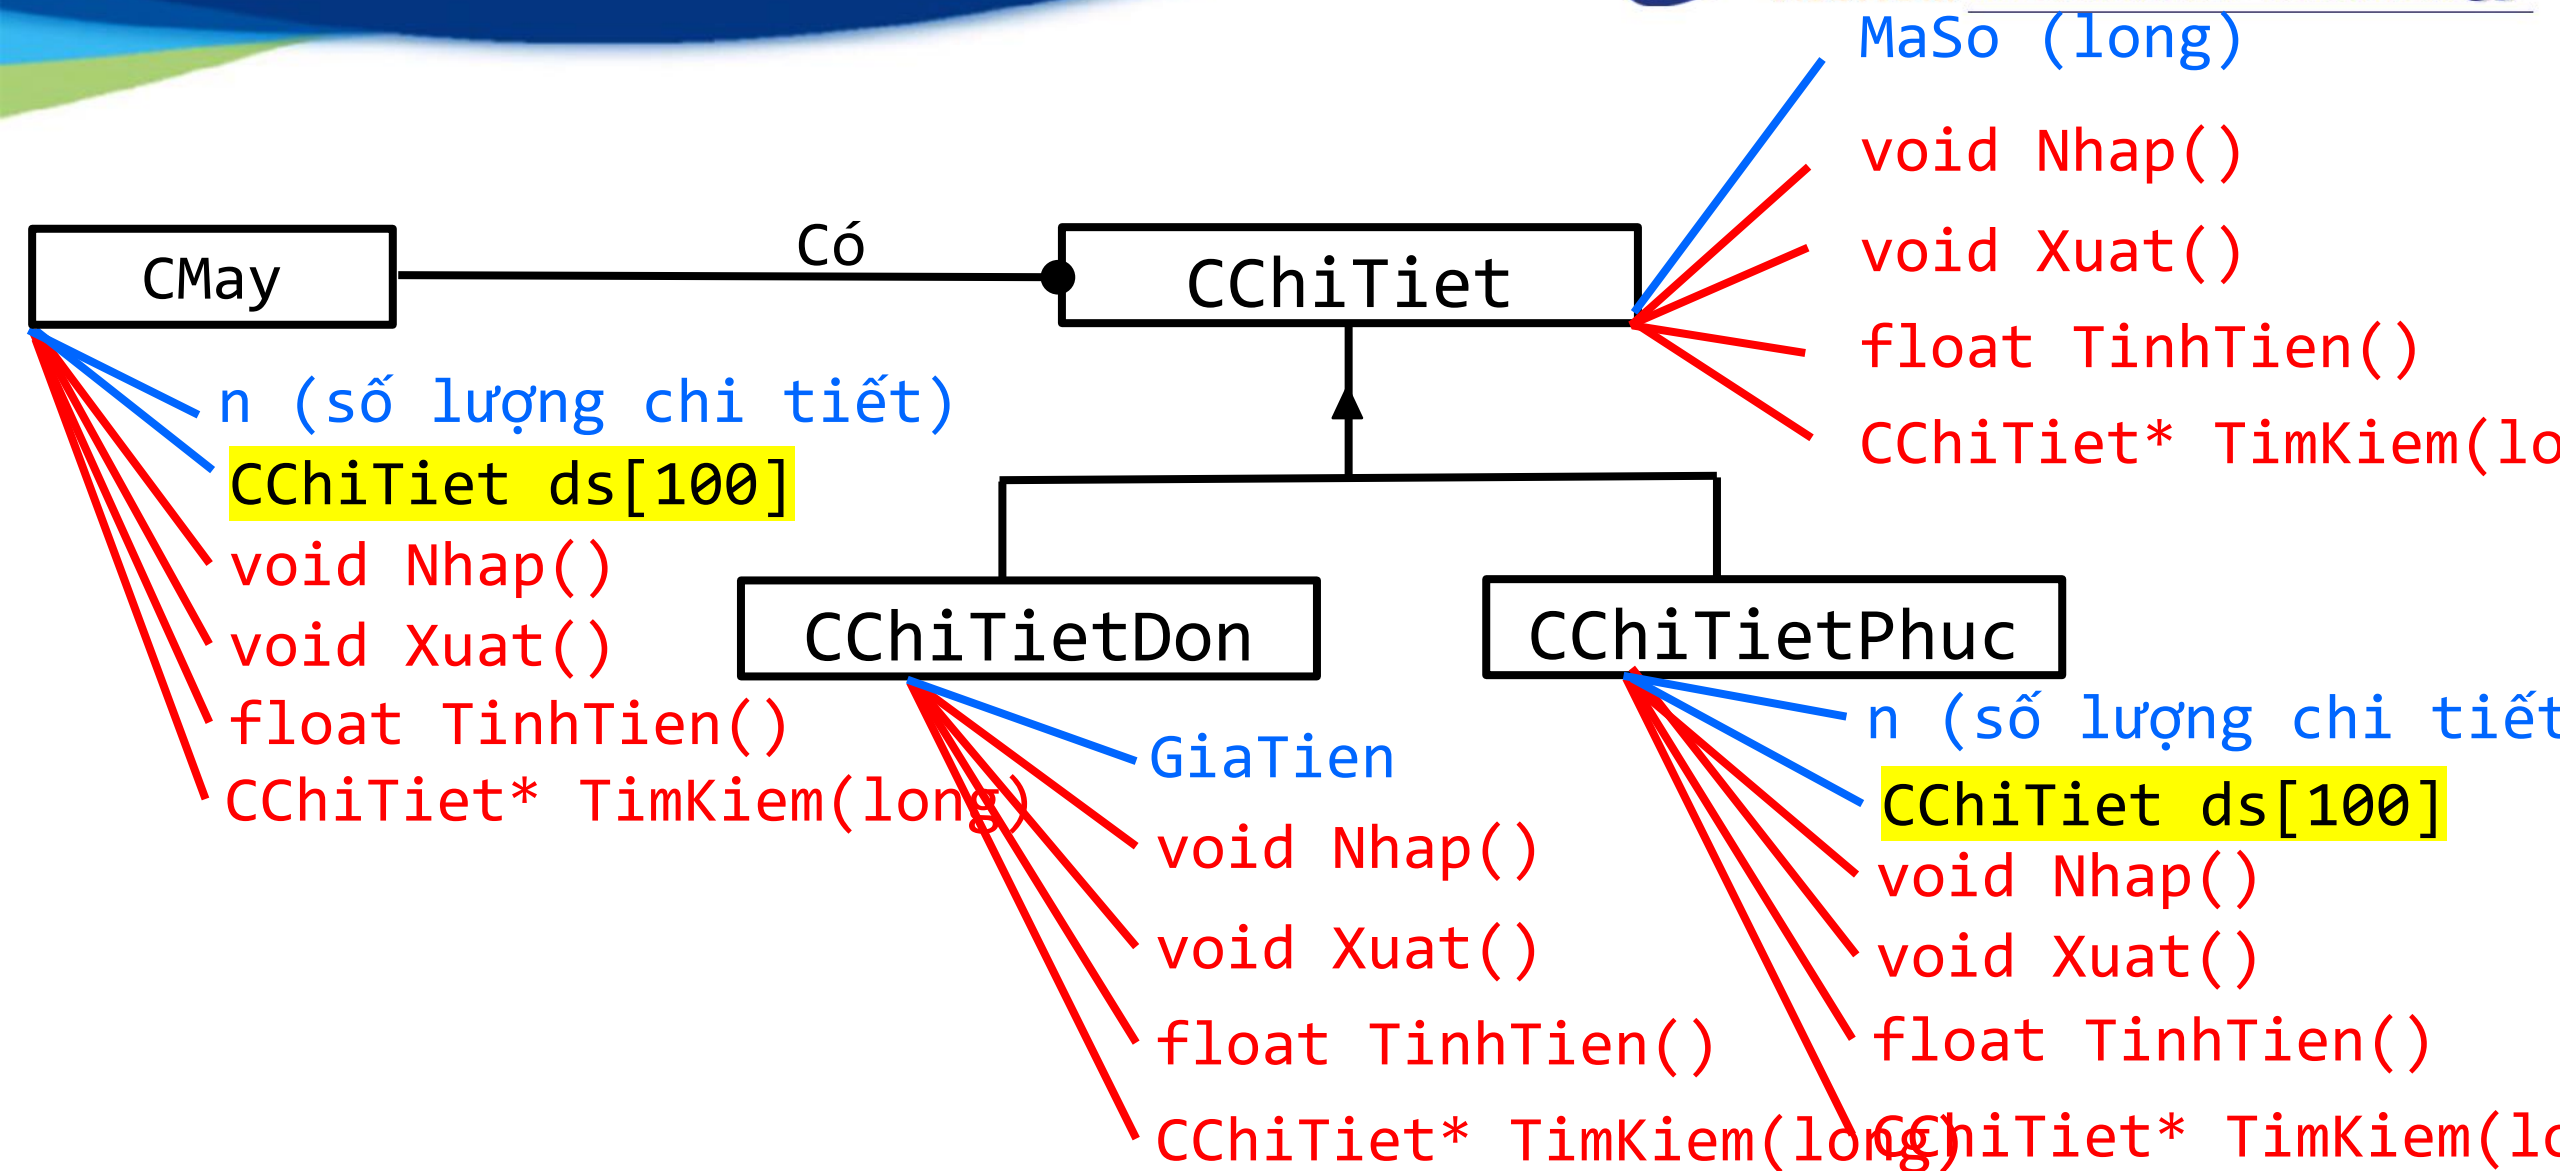 MaSo (long)
void Nhap()
void Xuat()
float TinhTien()
CChiTiet* TimKiem(lo
CMay
Có
CChiTiet
n (số lượng chi tiết)
CChiTiet ds[100]
void Nhap()
void Xuat()
float TinhTien()
CChiTiet* TimKiem(long)
CChiTietDon
GiaTien
void Nhap()
void Xuat()
float TinhTien()
CChiTiet* TimKiem(long)
CChiTietPhuc
n (số lượng chi tiết
CChiTiet ds[100]
void Nhap()
void Xuat()
float TinhTien()
CChiTiet* TimKiem(lo